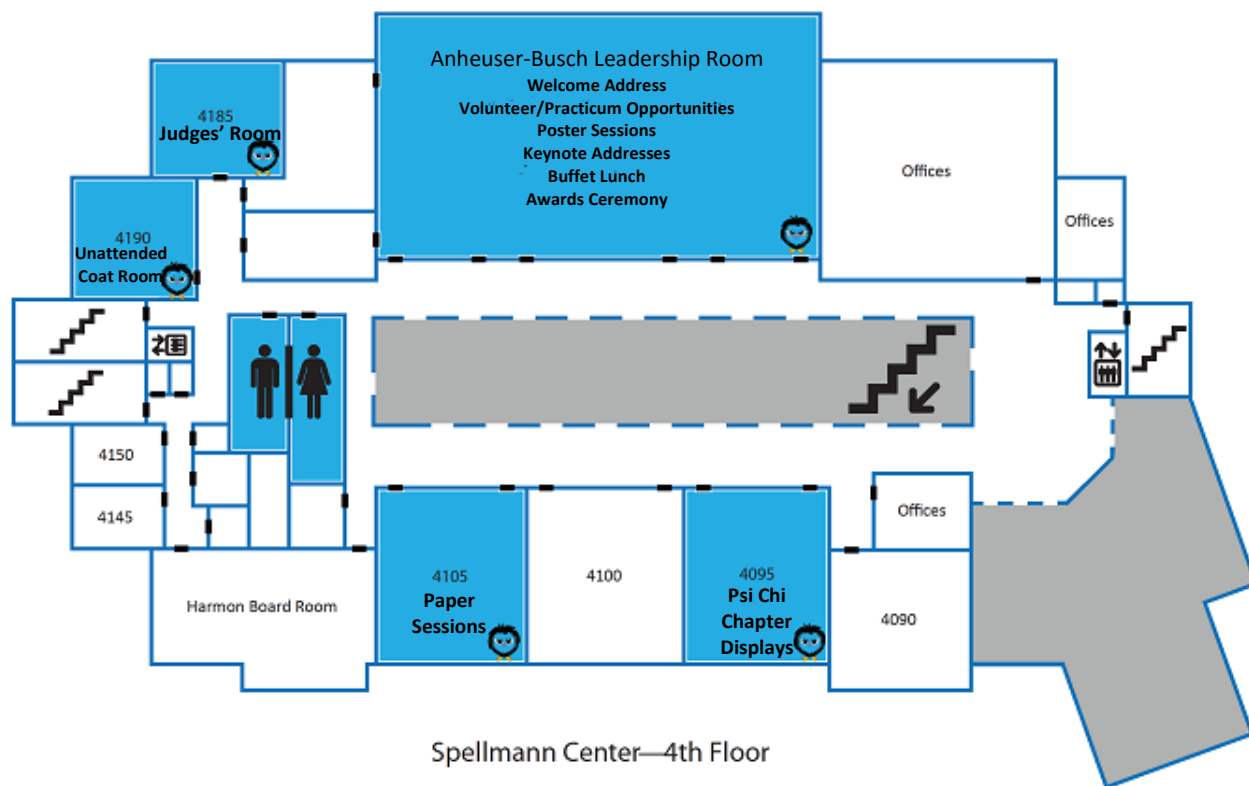 Anheuser-Busch Leadership Room
Welcome Address
Volunteer/Practicum Opportunities
Poster Sessions
Keynote Addresses
Buffet Lunch
Awards Ceremony
4185
Judges’ Room
Offices
Offices
4190
Unattended
Coat Room
4150
4145
Offices
Harmon Board Room
4105
Paper
Sessions
4100
4095
Psi Chi
Chapter
Displays
4090
Spellmann Center—4th Floor